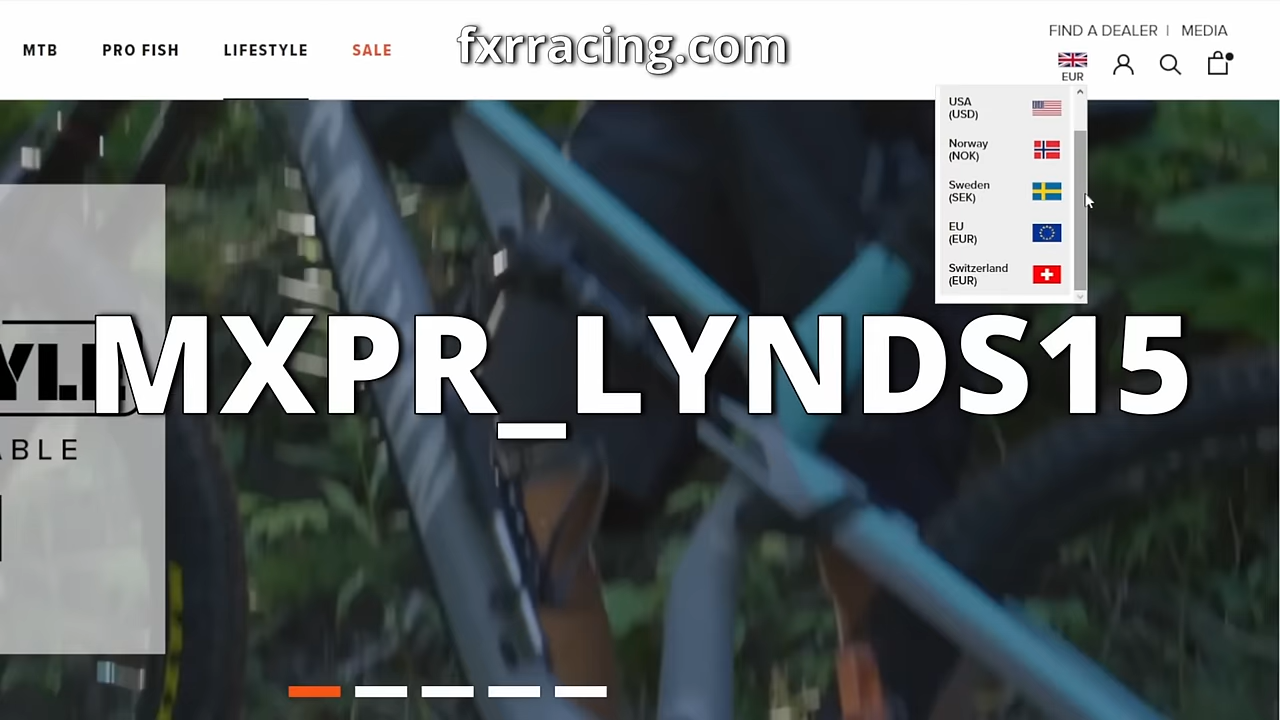 MTB PRO FISH LIFESTYLE SALE
fxrracing.com
FIND A DEALER | MEDIA
EUR
USA
(USD)
Norway
(NOK)
Sweden
(SEK)
EU
(EUR)
Switzerland
(EUR)
MXPR_LYNDS15